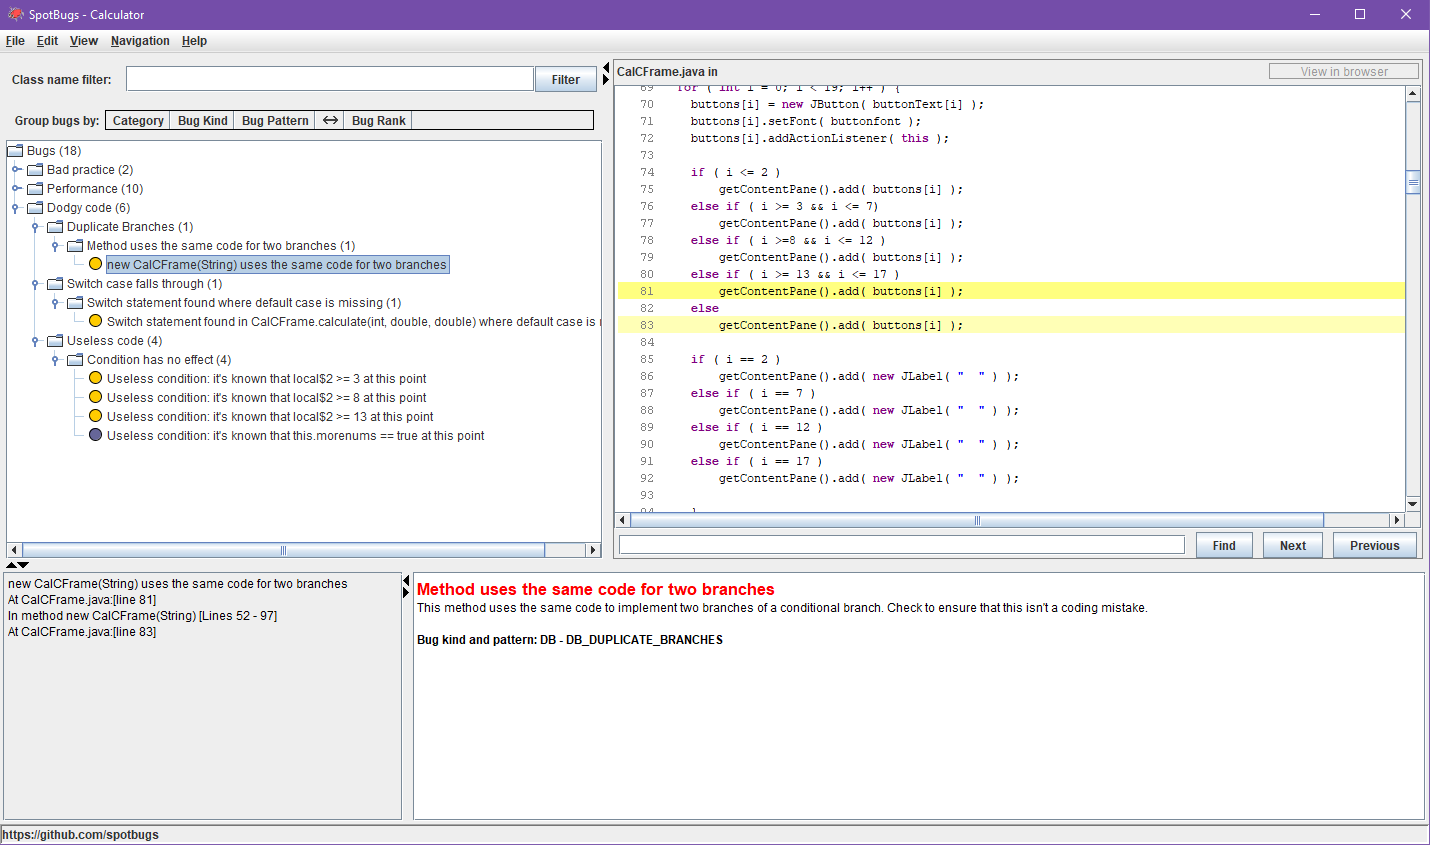 SpotBugs - Calculator
File Edit View Navigation Help
Class name filter:
Filter
Group bugs by: Category Bug Kind Bug Pattern ↔ Bug Rank
Bugs (18)
Bad practice (2)
Performance (10)
Dodgy code (6)
Duplicate Branches (1)
Method uses the same code for two branches (1)
new CalCFrame(String) uses the same code for two branches
Switch case falls through (1)
Switch statement found where default case is missing (1)
Switch statement found in CalCFrame.calculate(int, double, double) where default case is
Useless code (4)
Condition has no effect (4)
Useless condition: it's known that local$2 >= 3 at this point
Useless condition: it's known that local$2 >= 8 at this point
Useless condition: it's known that local$2 >= 13 at this point
Useless condition: it's known that this.morenums == true at this point
CalCFrame.java in
View in browser
69 for ( int i = 0; i < 19; i++ ) {
70 buttons[i] = new JButton( buttonText[i] );
71 buttons[i].setFont( buttonfont );
72 buttons[i].addActionListener( this );
73
74 if ( i <= 2 )
75 getContentPane().add( buttons[i] );
76 else if ( i >= 3 && i <= 7)
77 getContentPane().add( buttons[i] );
78 else if ( i >=8 && i <= 12 )
79 getContentPane().add( buttons[i] );
80 else if ( i >= 13 && i <= 17 )
81 getContentPane().add( buttons[i] );
82 else
83 getContentPane().add( buttons[i] );
84
85 if ( i == 2 )
86 getContentPane().add( new JLabel( "  " ) );
87 else if ( i == 7 )
88 getContentPane().add( new JLabel( "  " ) );
89 else if ( i == 12 )
90 getContentPane().add( new JLabel( "  " ) );
91 else if ( i == 17 )
92 getContentPane().add( new JLabel( "  " ) );
93
94 }
Find Next Previous
new CalCFrame(String) uses the same code for two branches
At CalCFrame.java:[line 81]
In method new CalCFrame(String) [Lines 52 - 97]
At CalCFrame.java:[line 83]
Method uses the same code for two branches
This method uses the same code to implement two branches of a conditional branch. Check to ensure that this isn't a coding mistake.
Bug kind and pattern: DB - DB_DUPLICATE_BRANCHES
https://github.com/spotbugs